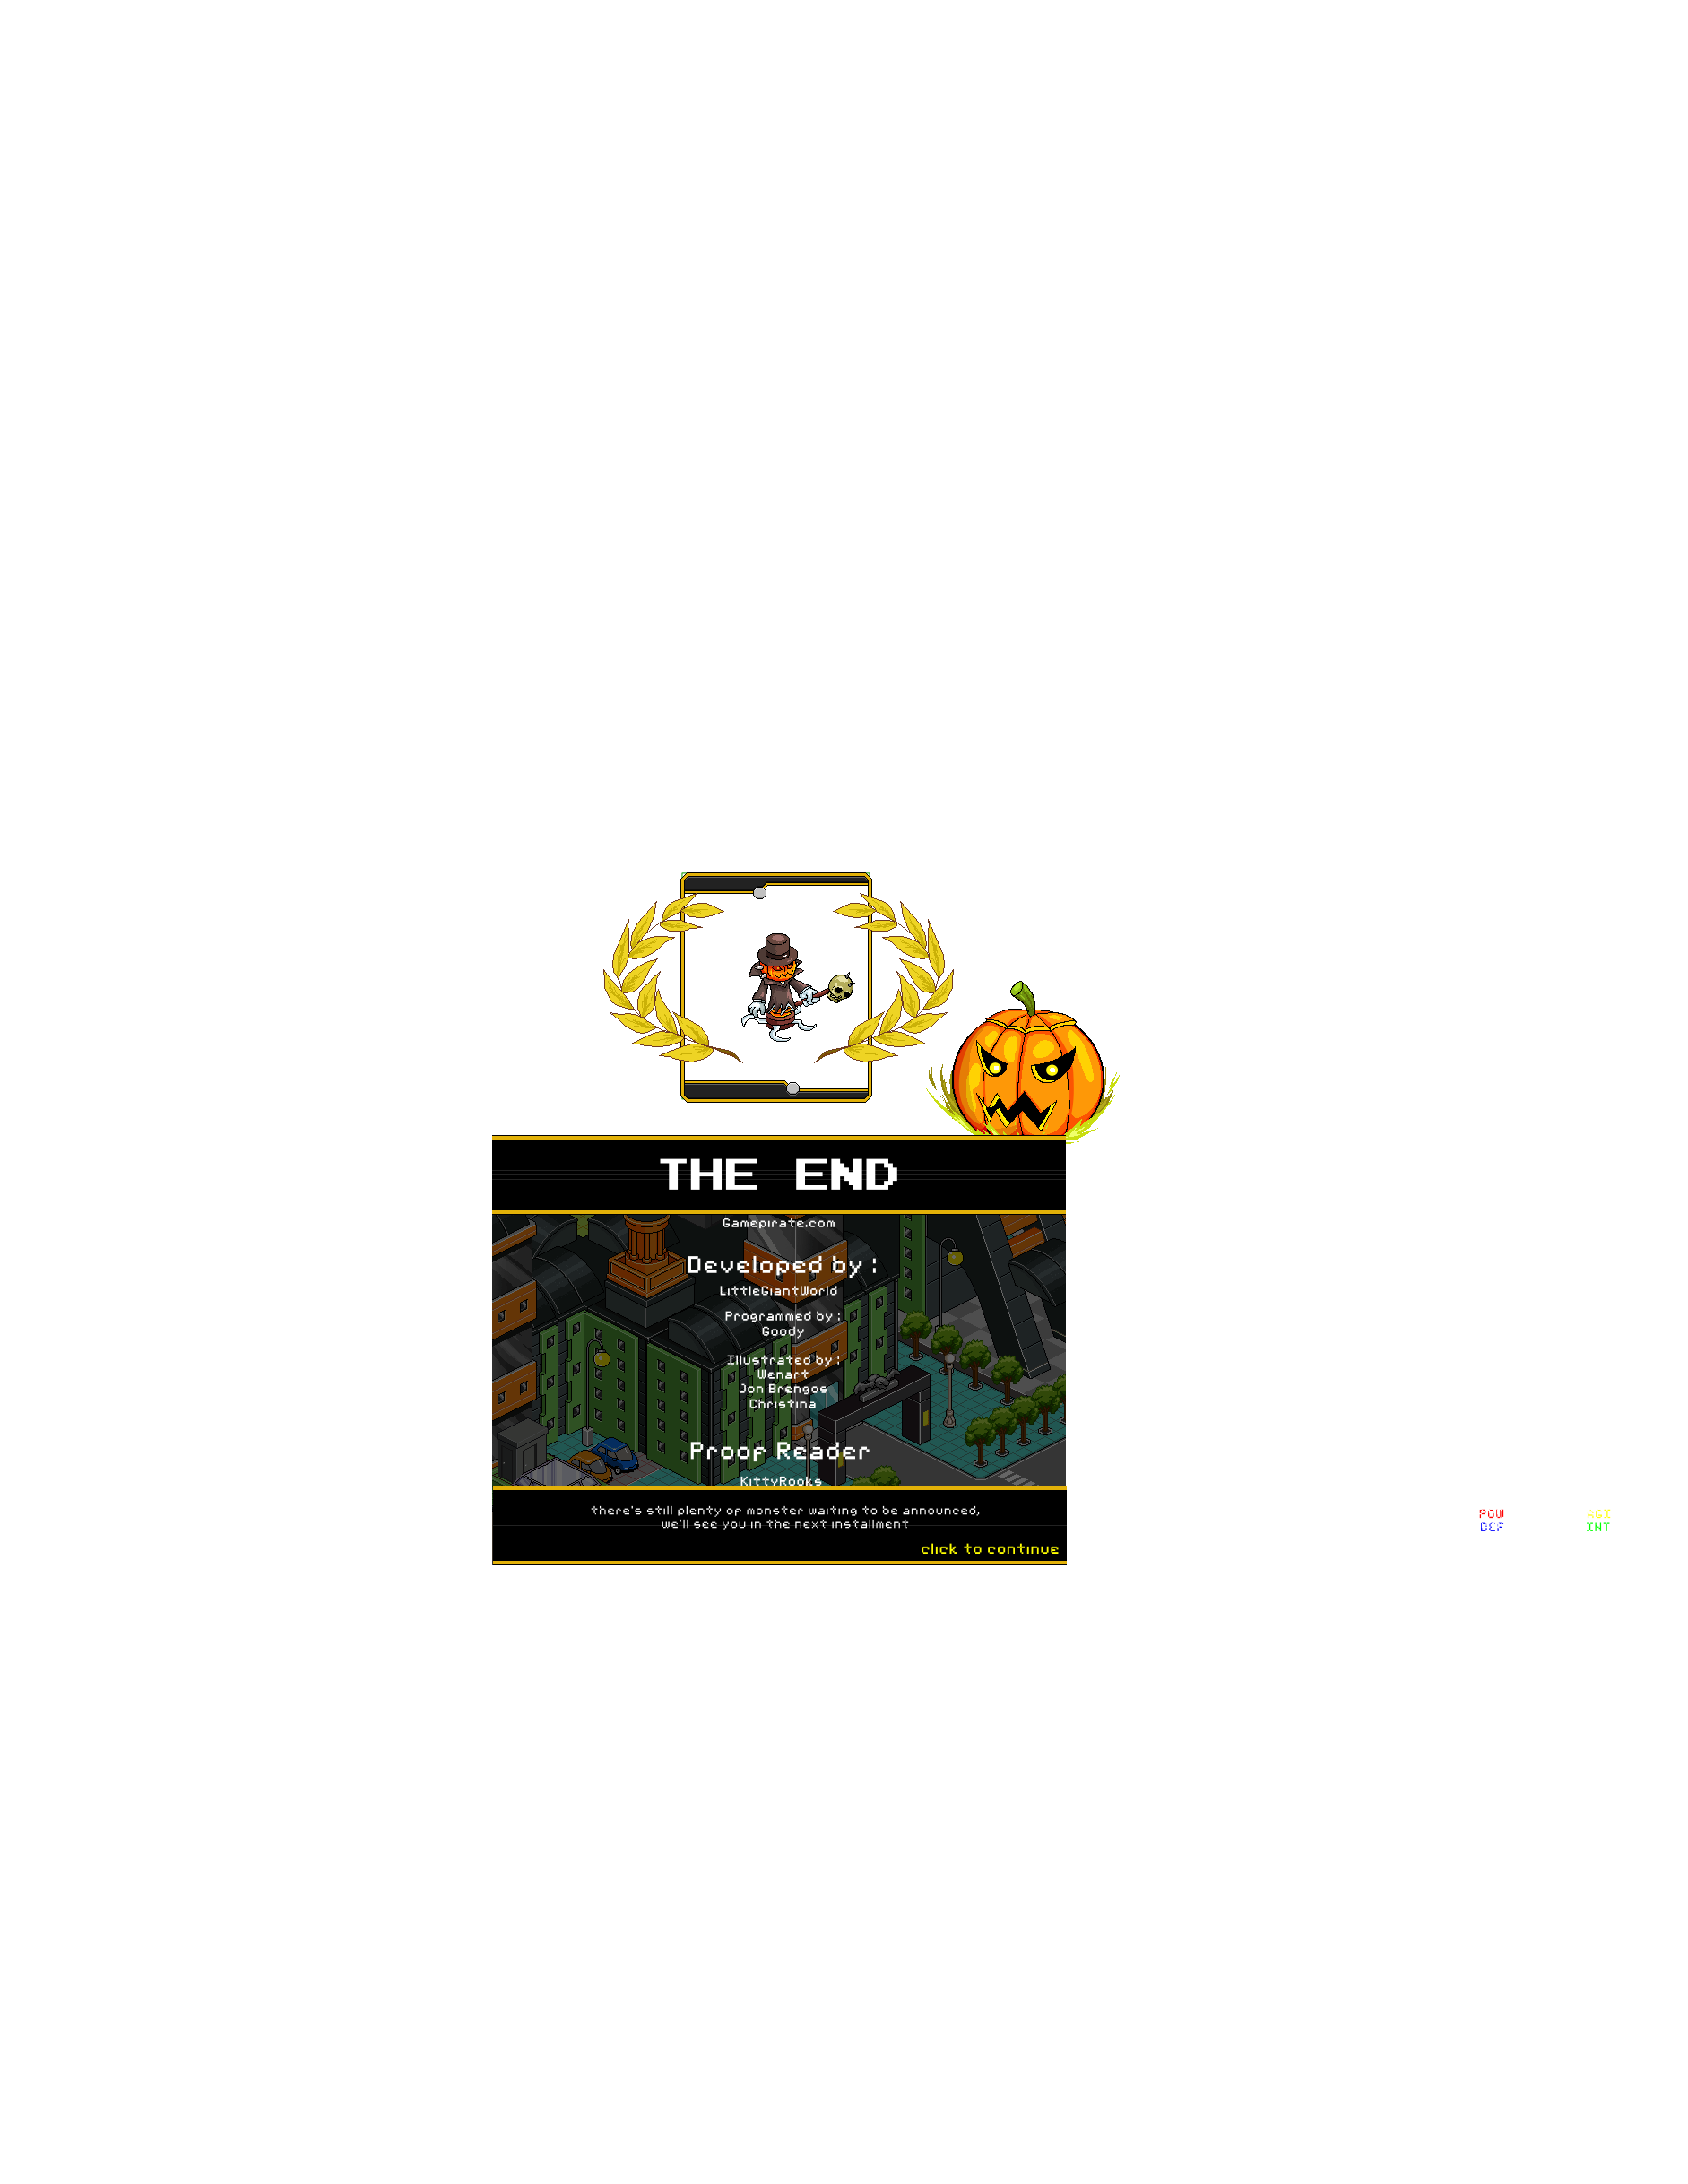 THE END
Gamepirate.com
Developed by :
LittleGiantWorld
Programmed by :
Goody
Illustrated by :
Wenart
Jon Brengos
Christina
Proof Reader
KittyRooks
there's still plenty of monster waiting to be announced,
we'll see you in the next installment
click to continue
POW AGI
DEF INT